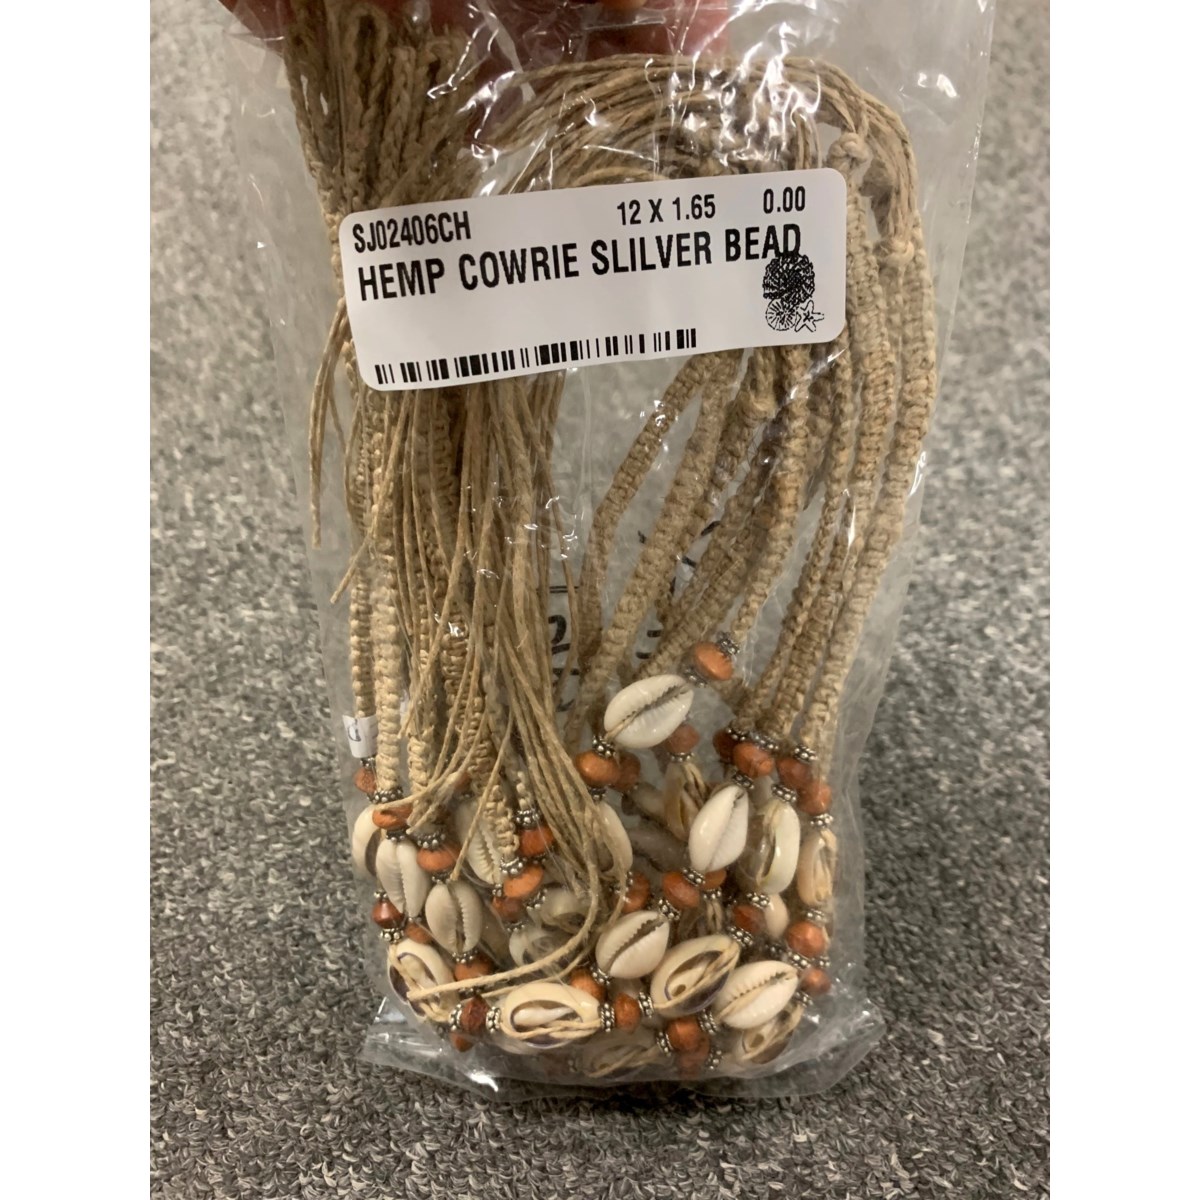 SJ02406CH 12 X 1.65 0.00
HEMP COWRIE SLILVER BEAD